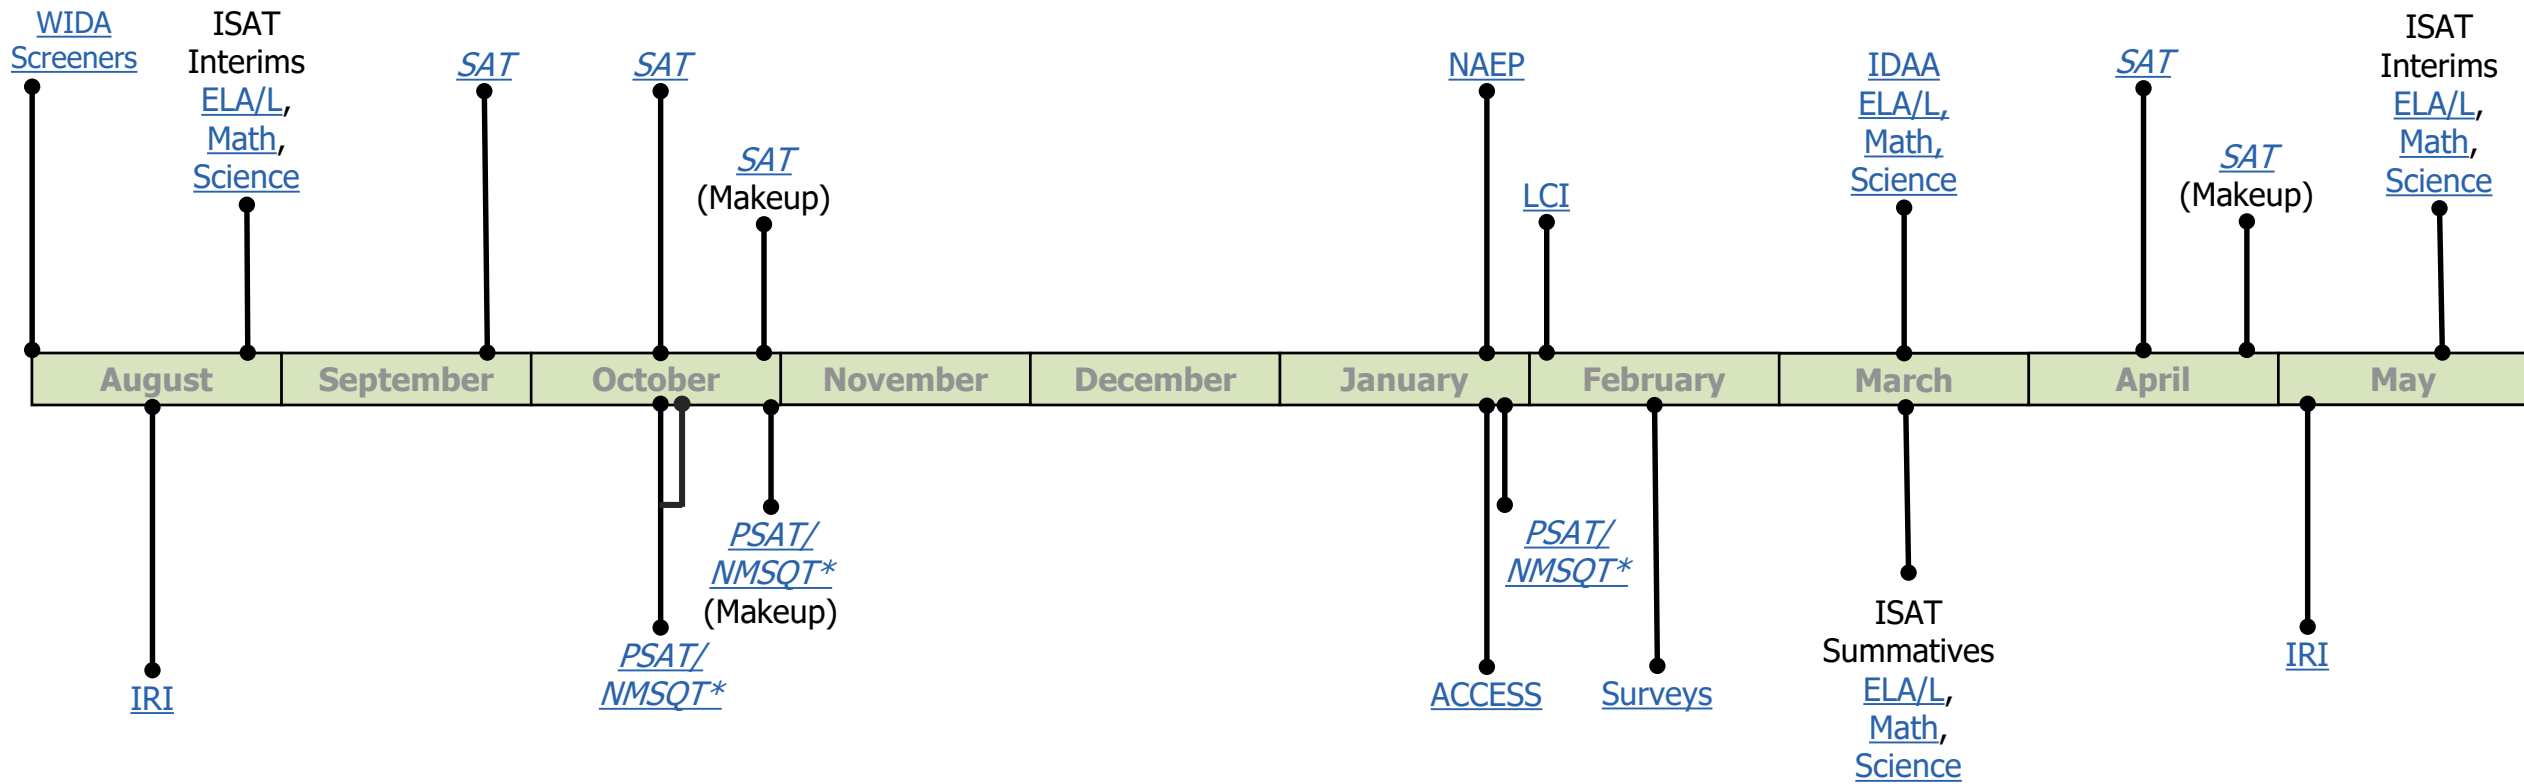 WIDA
Screeners
ISAT
Interims
ELA/L,
Math,
Science
SAT
SAT
SAT
(Makeup)
NAEP
LCI
IDAA
ELA/L,
Math,
Science
SAT
SAT
(Makeup)
ISAT
Interims
ELA/L,
Math,
Science
August
September
October
November
December
January
February
March
April
May
IRI
PSAT/
NMSQT*
PSAT/
NMSQT*
(Makeup)
ACCESS
PSAT/
NMSQT*
Surveys
ISAT
Summatives
ELA/L,
Math,
Science
IRI